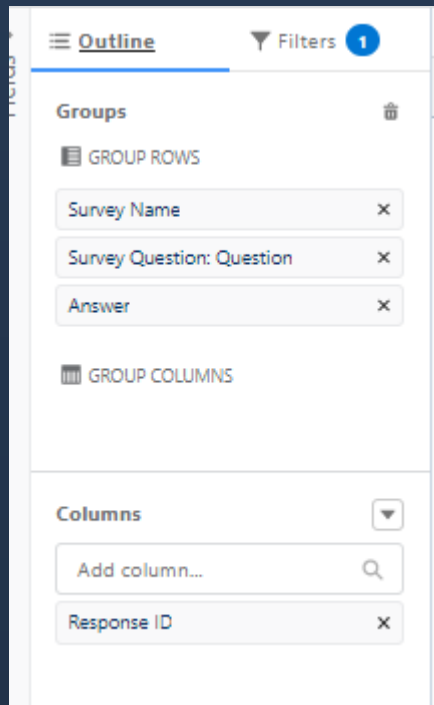 Fields
Outline
Filters 1
Groups
GROUP ROWS
Survey Name
Survey Question: Question
Answer
GROUP COLUMNS
Columns
Add column...
Response ID